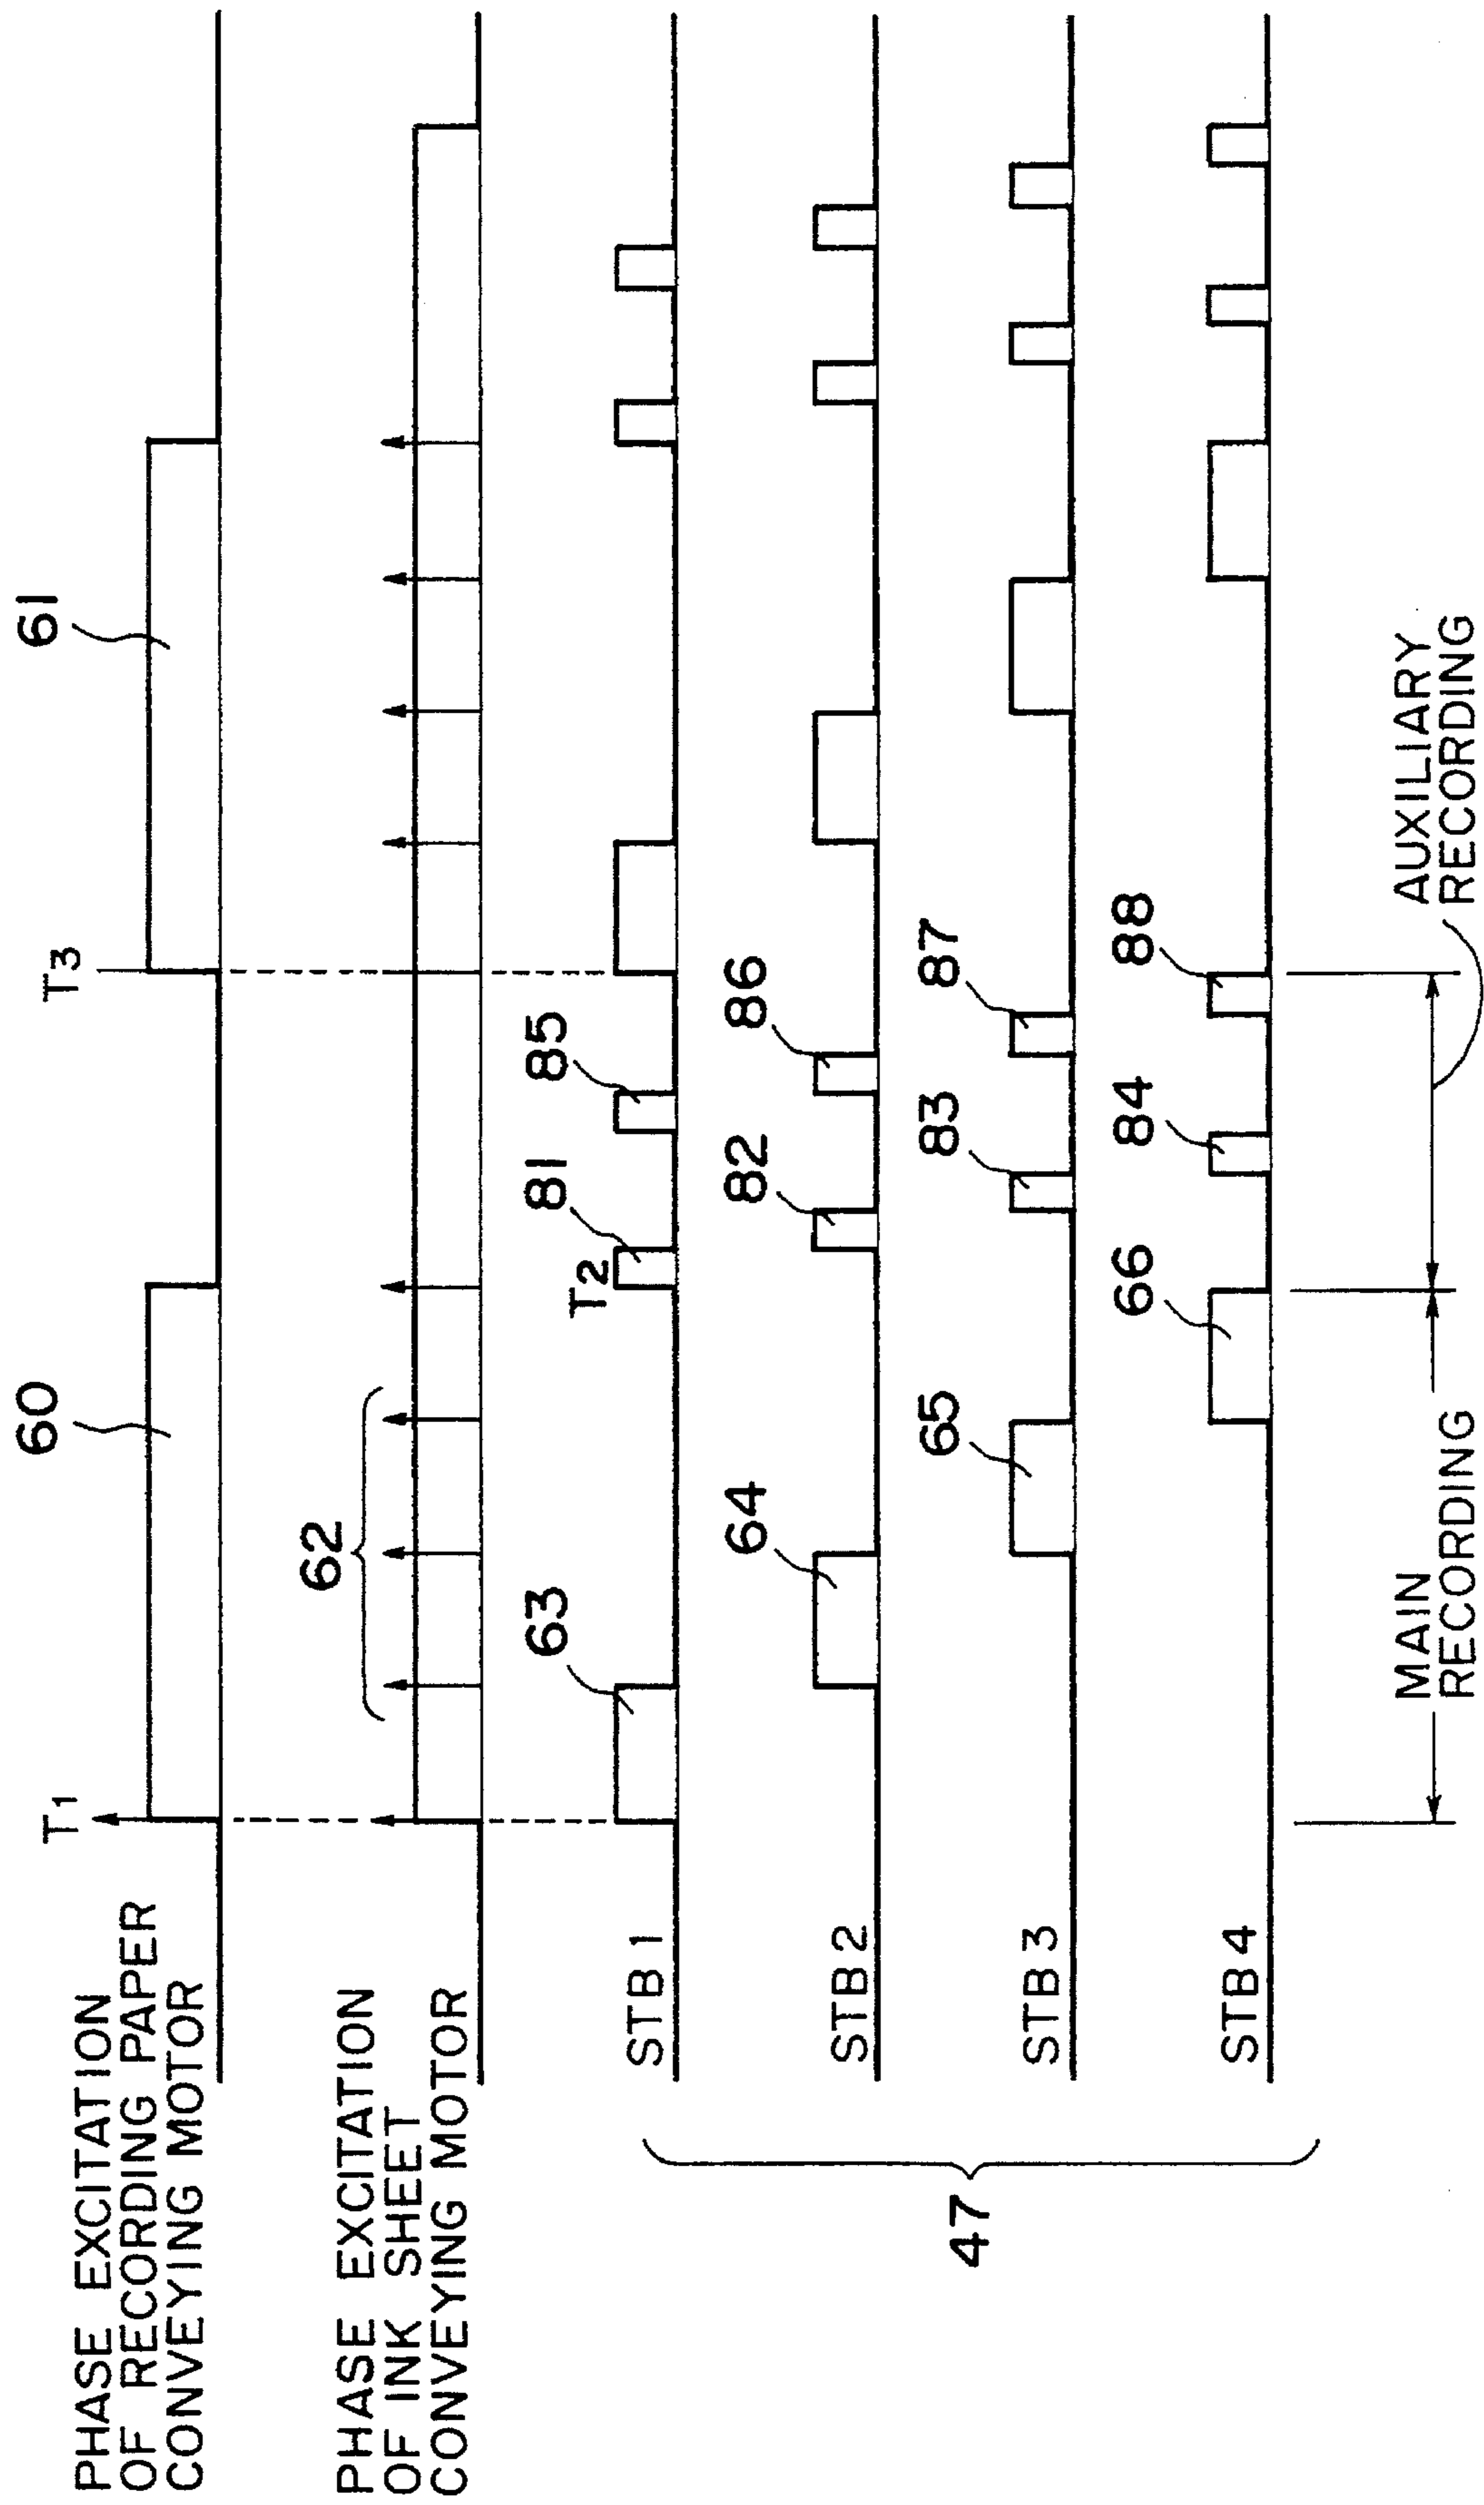 T1
60
T3
61
PHASE EXCITATION
OF RECORDING PAPER
CONVEYING MOTOR
62
PHASE EXCITATION
OF INK SHEET
CONVEYING MOTOR
63
T2
81
85
STB 1
64
82
86
STB 2
47
65
83
87
STB 3
66
84
88
STB 4
MAIN
RECORDING
AUXILIARY
RECORDING